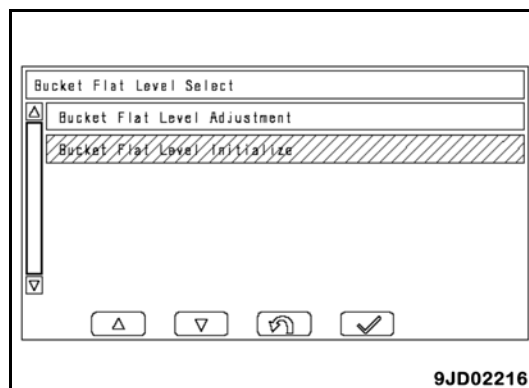 Bucket Flat Level Select
Bucket Flat Level Adjustment
Bucket Flat Level Initialize
9JD02216